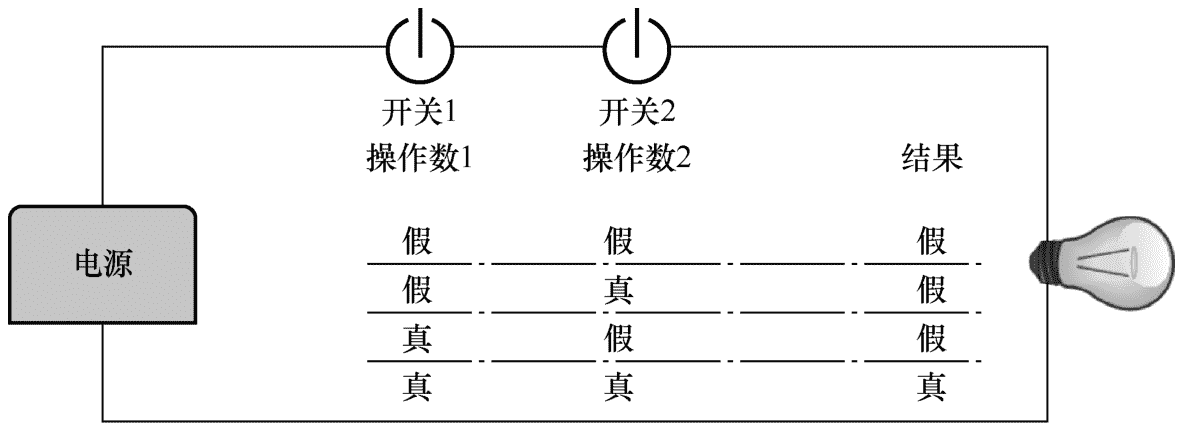 开关1 开关2
操作数1 操作数2 结果
假 假 假
电源
假 真 假
真 假 假
真 真 真